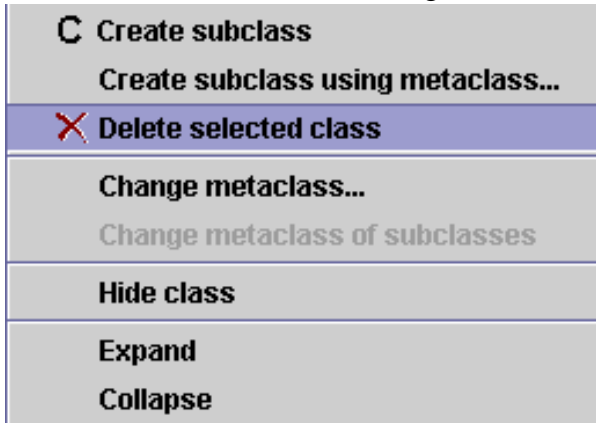 C Create subclass
Create subclass using metaclass...
Delete selected class
Change metaclass...
Change metaclass of subclasses
Hide class
Expand
Collapse